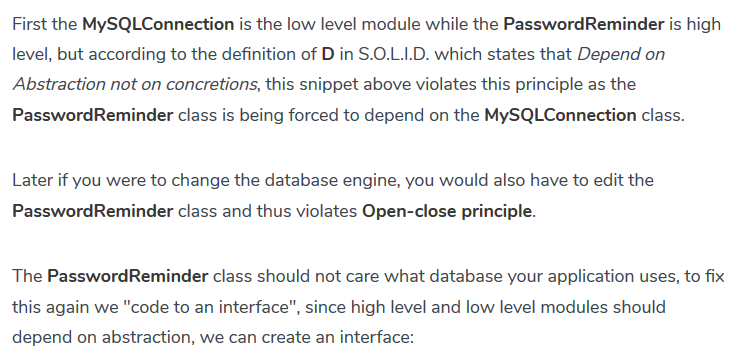 First the MySQLConnection is the low level module while the PasswordReminder is high
level, but according to the definition of D in S.O.L.I.D. which states that Depend on
Abstraction not on concretions, this snippet above violates this principle as the
PasswordReminder class is being forced to depend on the MySQLConnection class.
Later if you were to change the database engine, you would also have to edit the
PasswordReminder class and thus violates Open-close principle.
The PasswordReminder class should not care what database your application uses, to fix
this again we "code to an interface", since high level and low level modules should
depend on abstraction, we can create an interface: